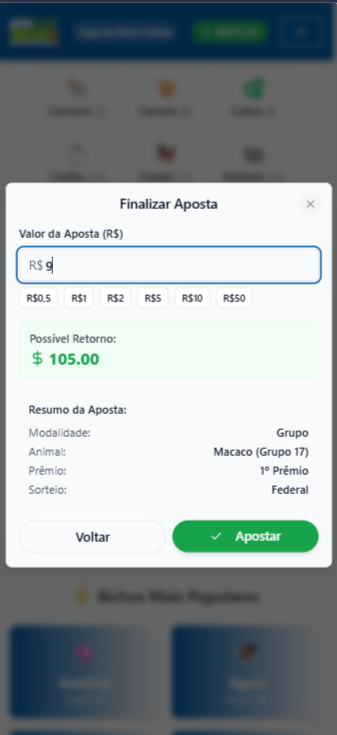 Finalizar Aposta
Valor da Aposta (R$)
R$ 9
R$0,5 R$1 R$2 R$5 R$10 R$50
Possível Retorno:
$ 105.00
Resumo da Aposta:
Modalidade: Grupo
Animal: Macaco (Grupo 17)
Prêmio: 1º Prêmio
Sorteio: Federal
Voltar
Apostar
Bichos Mais Populares